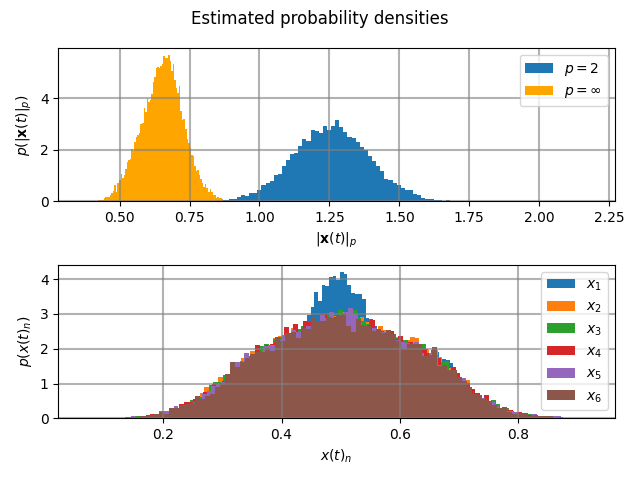 Estimated probability densities
p(|x(t)|ₚ)
4
2
0
p = 2
p = ∞
0.50 0.75 1.00 1.25 1.50 1.75 2.00 2.25
|x(t)|ₚ
p(x(t)ₙ)
4
3
2
1
0
x₁
x₂
x₃
x₄
x₅
x₆
0.2 0.4 0.6 0.8
x(t)ₙ